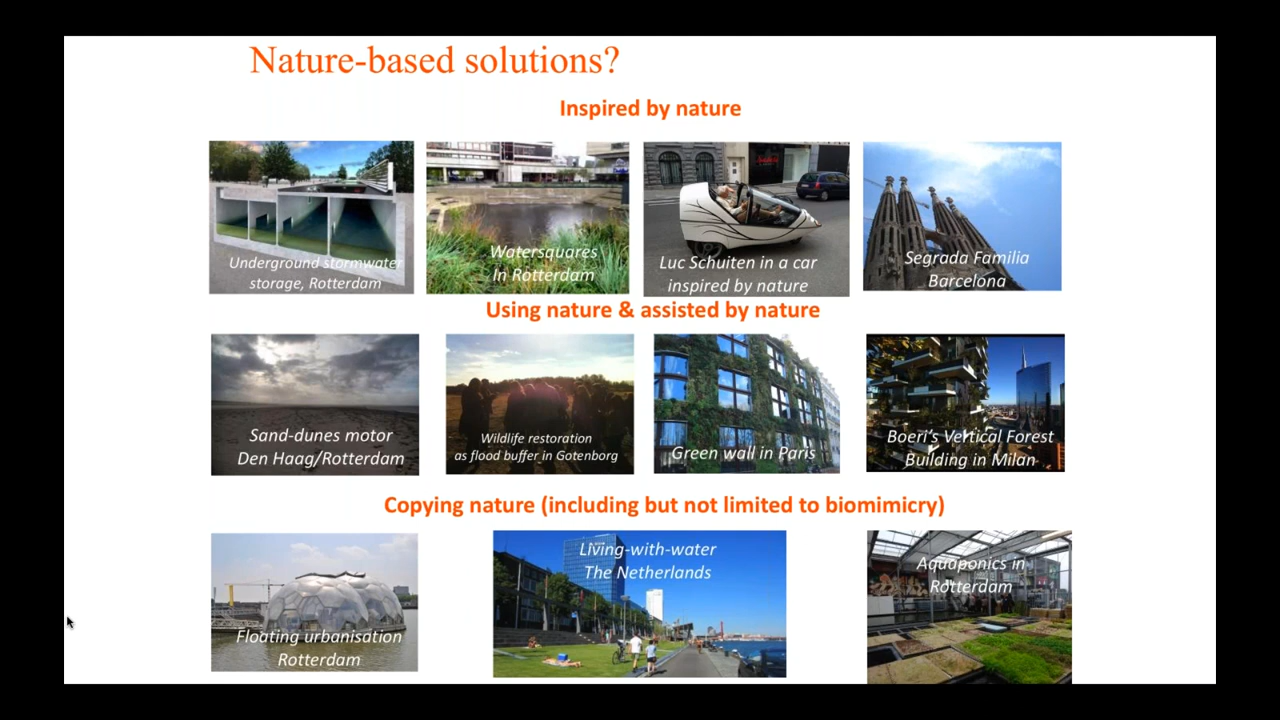 Nature-based solutions?
Inspired by nature
Underground stormwater
storage, Rotterdam
Watersquares
In Rotterdam
Luc Schuiten in a car
inspired by nature
Segrada Familia
Barcelona
Using nature & assisted by nature
Sand-dunes motor
Den Haag/Rotterdam
Wildlife restoration
as flood buffer in Gotenborg
Green wall in Paris
Boeri's Vertical Forest
Building in Milan
Copying nature (including but not limited to biomimicry)
Floating urbanisation
Rotterdam
Living-with-water
The Netherlands
Aquaponics in
Rotterdam